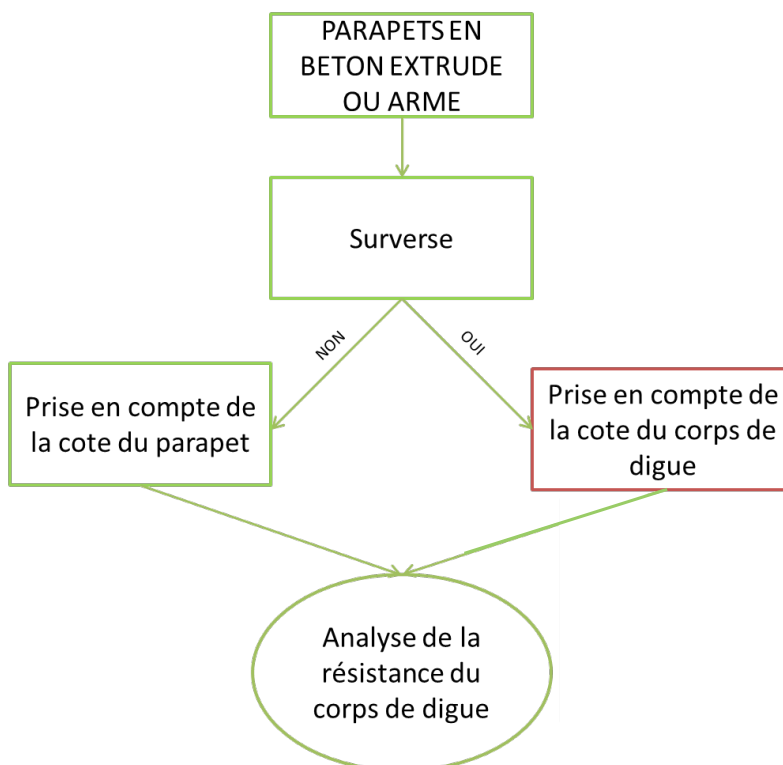 PARAPETS EN
BETON EXTRUDE
OU ARME
Surverse
NON
OUI
Prise en compte de
la cote du parapet
Prise en compte de
la cote du corps de
digue
Analyse de la
résistance du
corps de digue